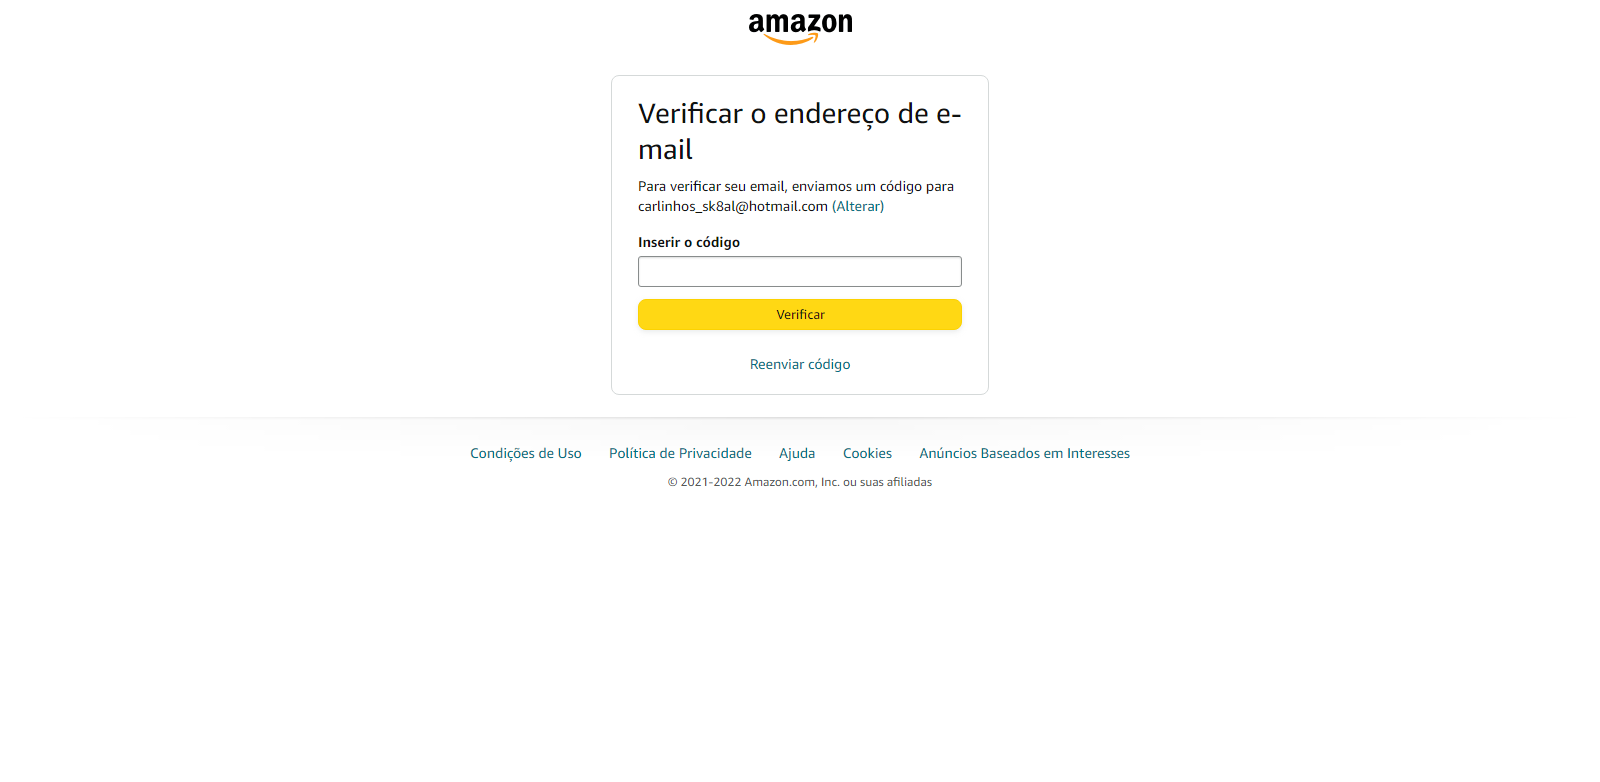 amazon
Verificar o endereço de e-
mail
Para verificar seu email, enviamos um código para
carlinhos_sk8al@hotmail.com (Alterar)
Inserir o código
Verificar
Reenviar código
Condições de Uso Política de Privacidade Ajuda Cookies Anúncios Baseados em Interesses
© 2021-2022 Amazon.com, Inc. ou suas afiliadas